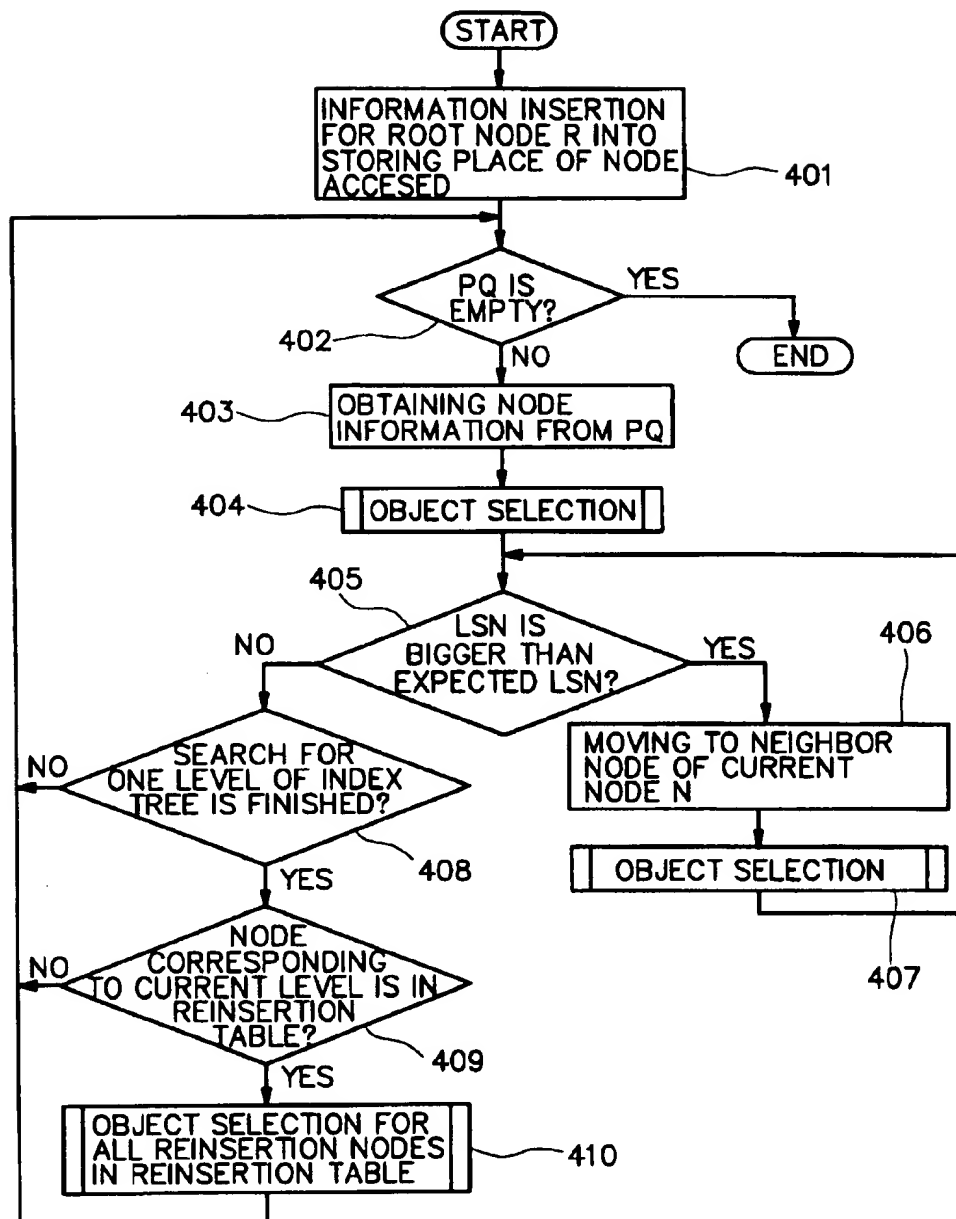 START
INFORMATION INSERTION
FOR ROOT NODE R INTO
STORING PLACE OF NODE
ACCESED
401
PQ IS
EMPTY?
YES
402
NO
END
403
OBTAINING NODE
INFORMATION FROM PQ
404
OBJECT SELECTION
405
LSN IS
BIGGER THAN
EXPECTED LSN?
NO
YES
406
MOVING TO NEIGHBOR
NODE OF CURRENT
NODE N
SEARCH FOR
ONE LEVEL OF INDEX
TREE IS FINISHED?
NO
408
YES
OBJECT SELECTION
407
NODE
CORRESPONDING
TO CURRENT LEVEL IS IN
REINSERTION
TABLE?
NO
409
YES
OBJECT SELECTION FOR
ALL REINSERTION NODES
IN REINSERTION TABLE
410